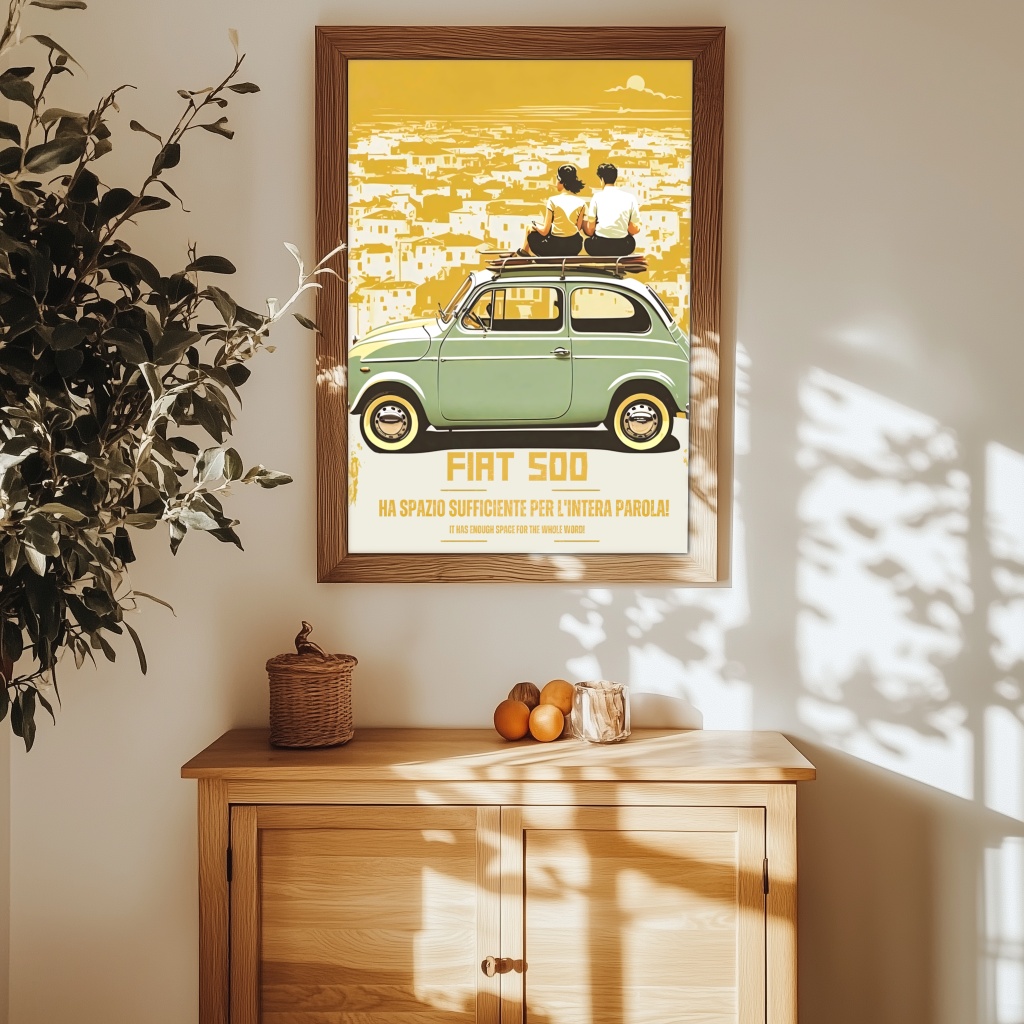 FIAT 500
HA SPAZIO SUFFICIENTE PER L'INTERA PAROLA!
IT HAS ENOUGH SPACE FOR THE WHOLE WORD!